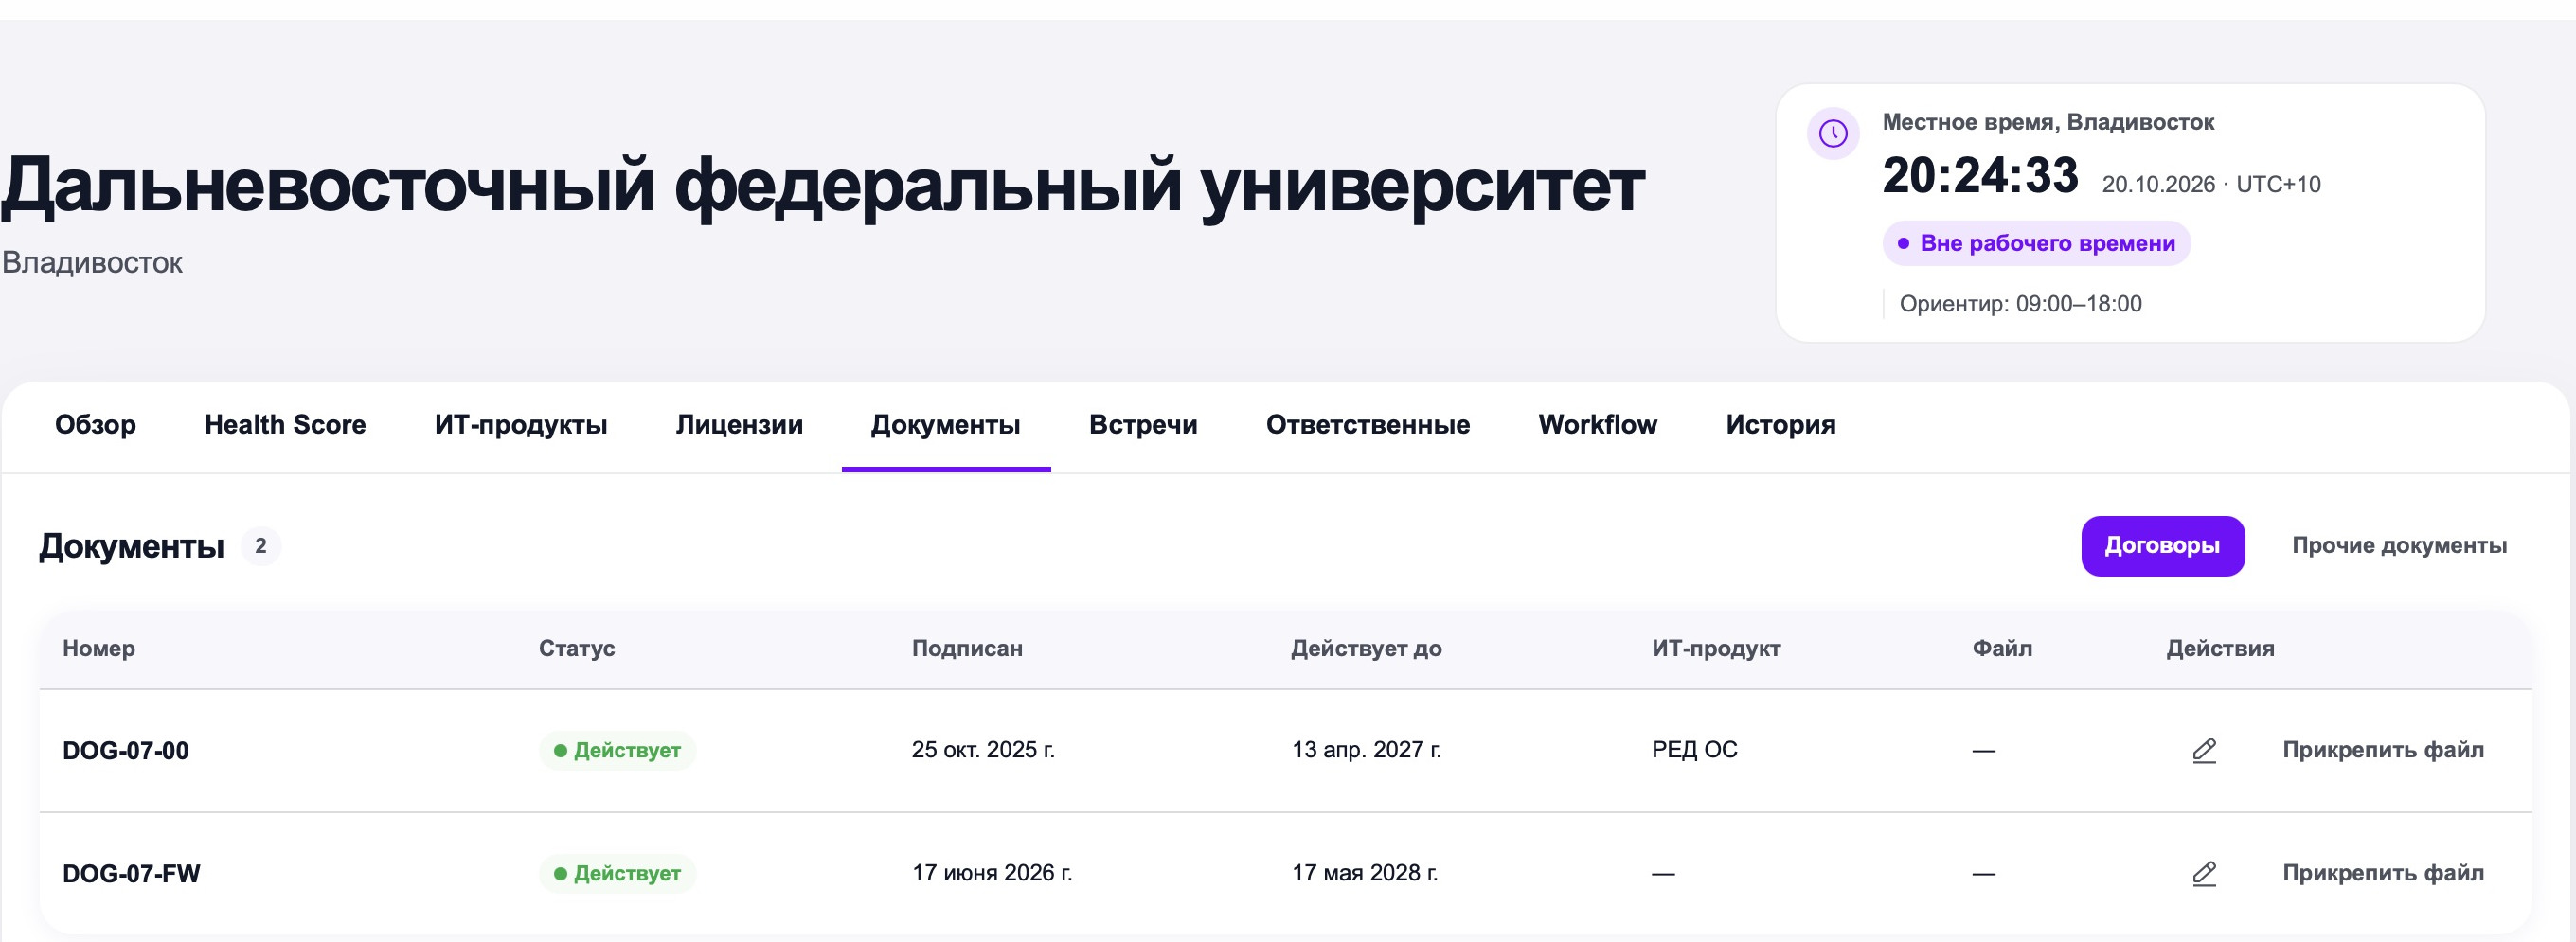 Дальневосточный федеральный университет
Владивосток
Местное время, Владивосток
20:24:33 20.10.2026 · UTC+10
Вне рабочего времени
Ориентир: 09:00–18:00
Обзор Health Score ИТ-продукты Лицензии Документы Встречи Ответственные Workflow История
Документы 2 Договоры Прочие документы
Номер Статус Подписан Действует до ИТ-продукт Файл Действия
DOG-07-00 Действует 25 окт. 2025 г. 13 апр. 2027 г. РЕД ОС — Прикрепить файл
DOG-07-FW Действует 17 июня 2026 г. 17 мая 2028 г. — — Прикрепить файл